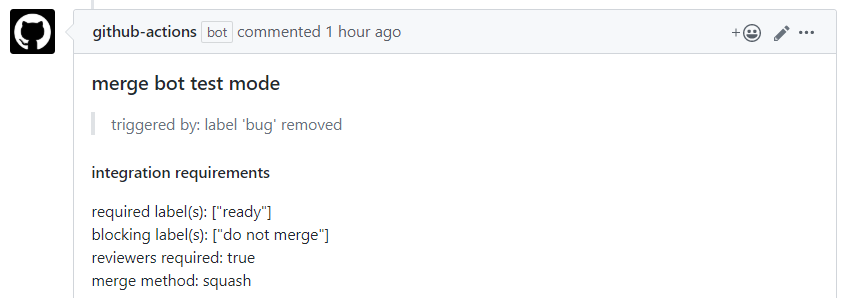 github-actions bot commented 1 hour ago
merge bot test mode
triggered by: label 'bug' removed
integration requirements
required label(s): ["ready"]
blocking label(s): ["do not merge"]
reviewers required: true
merge method: squash